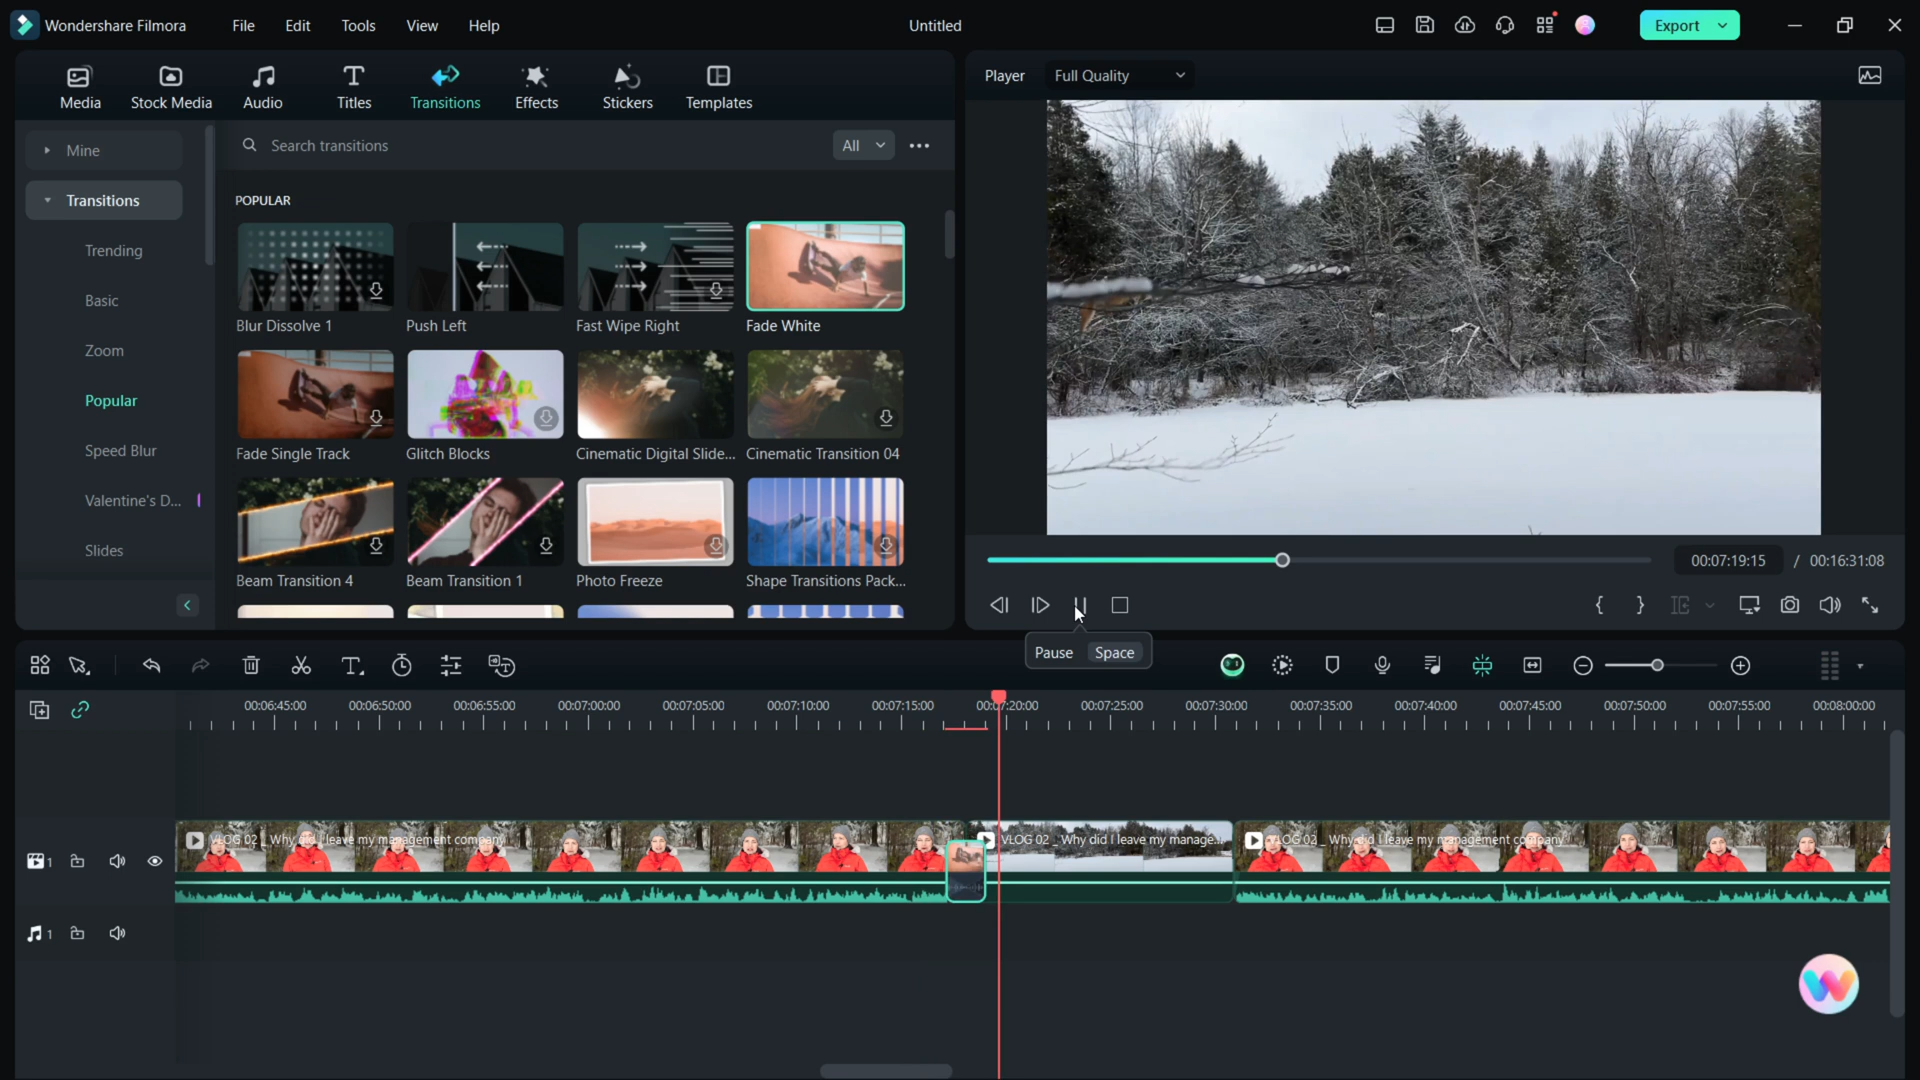 Wondershare Filmora File Edit Tools View Help Untitled Export
Media Stock Media Audio Titles Transitions Effects Stickers Templates
Player Full Quality
Mine
Transitions
Trending
Basic
Zoom
Popular
Speed Blur
Valentine's D...
Slides
Search transitions All
POPULAR
Blur Dissolve 1 Push Left Fast Wipe Right Fade White
Fade Single Track Glitch Blocks Cinematic Digital Slide... Cinematic Transition 04
Beam Transition 4 Beam Transition 1 Photo Freeze Shape Transitions Pack...
00:07:19:15 / 00:16:31:08
Pause Space
00:06:45:00 00:06:50:00 00:06:55:00 00:07:00:00 00:07:05:00 00:07:10:00 00:07:15:00 00:07:20:00 00:07:25:00 00:07:30:00 00:07:35:00 00:07:40:00 00:07:45:00 00:07:50:00 00:07:55:00 00:08:00:00
VLOG 02 _ Why did I leave my management company VLOG 02 _ Why did I leave my manage... VLOG 02 _ Why did I leave my management company
1
1